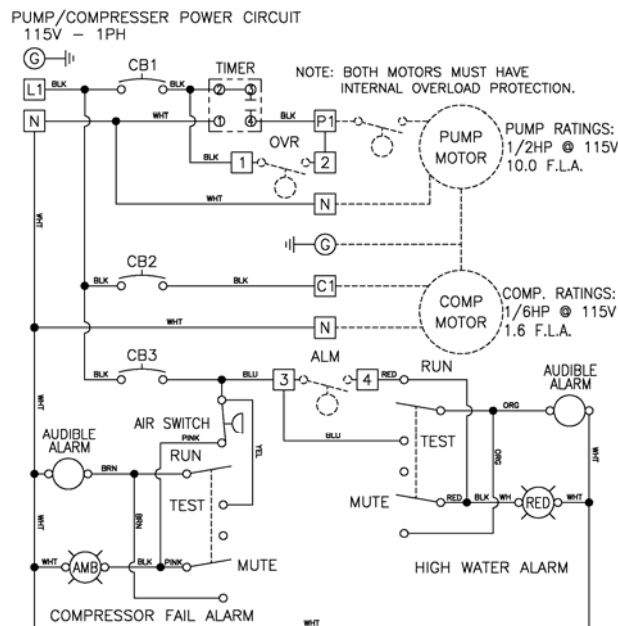 PUMP/COMPRESSER POWER CIRCUIT
115V - 1PH
G
L1
BLK
CB1
BLK
TIMER
2
3
NOTE: BOTH MOTORS MUST HAVE
INTERNAL OVERLOAD PROTECTION.
N
WHT
1
4
BLK
P1
PUMP
MOTOR
PUMP RATINGS:
1/2HP @ 115V
10.0 F.L.A.
OVR
BLK
1
2
WHT
N
WHT
G
BLK
CB2
BLK
C1
COMP
MOTOR
COMP. RATINGS:
1/6HP @ 115V
1.6 F.L.A.
WHT
N
BLK
CB3
BLU
3
ALM
4
RED
RUN
AUDIBLE
ALARM
WHT
AIR SWITCH
PINK
YEL
ORG
BLU
TEST
ORG
WHT
AUDIBLE
ALARM
BRN
RUN
TEST
BRN
MUTE
RED
BLK
WH
RED
WHT
WHT
WHT
AMB
BLK
PINK
MUTE
HIGH WATER ALARM
COMPRESSOR FAIL ALARM
WHT